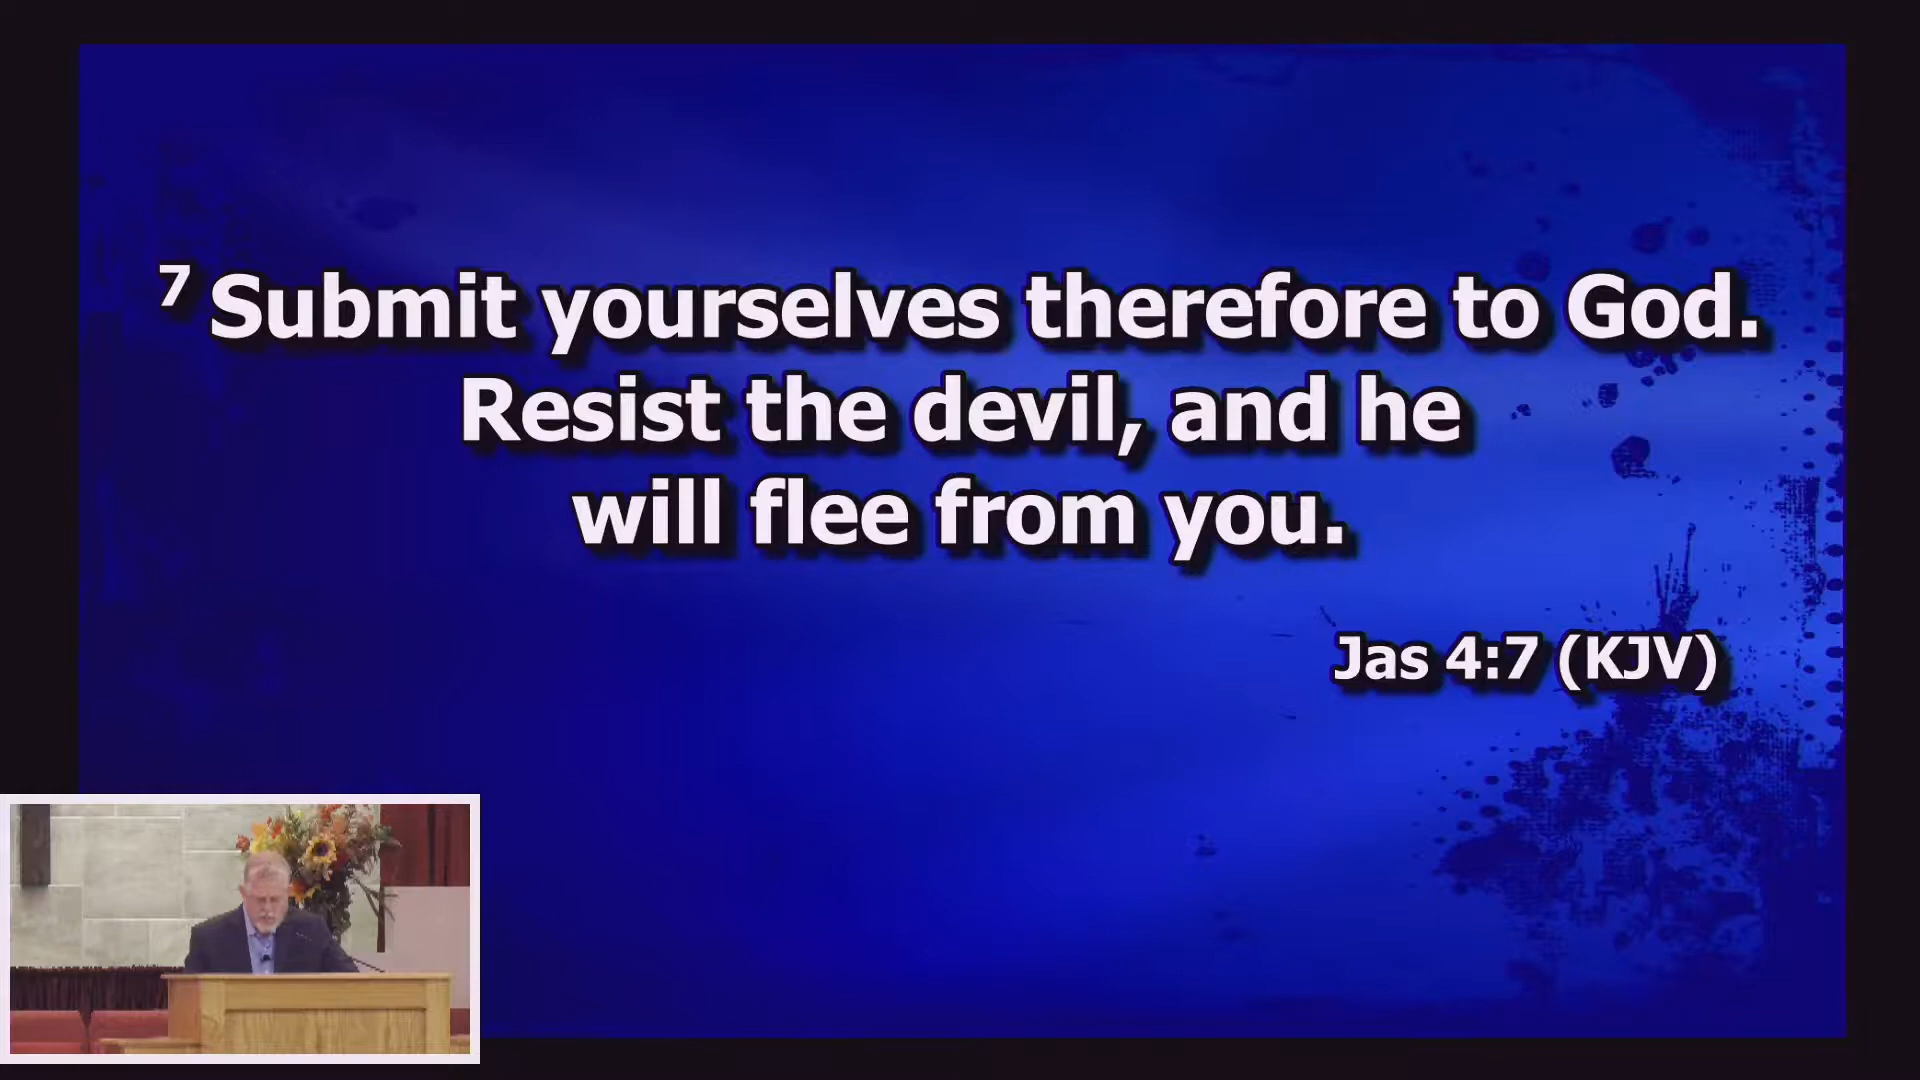 7 Submit yourselves therefore to God.
Resist the devil, and he
will flee from you.
Jas 4:7 (KJV)